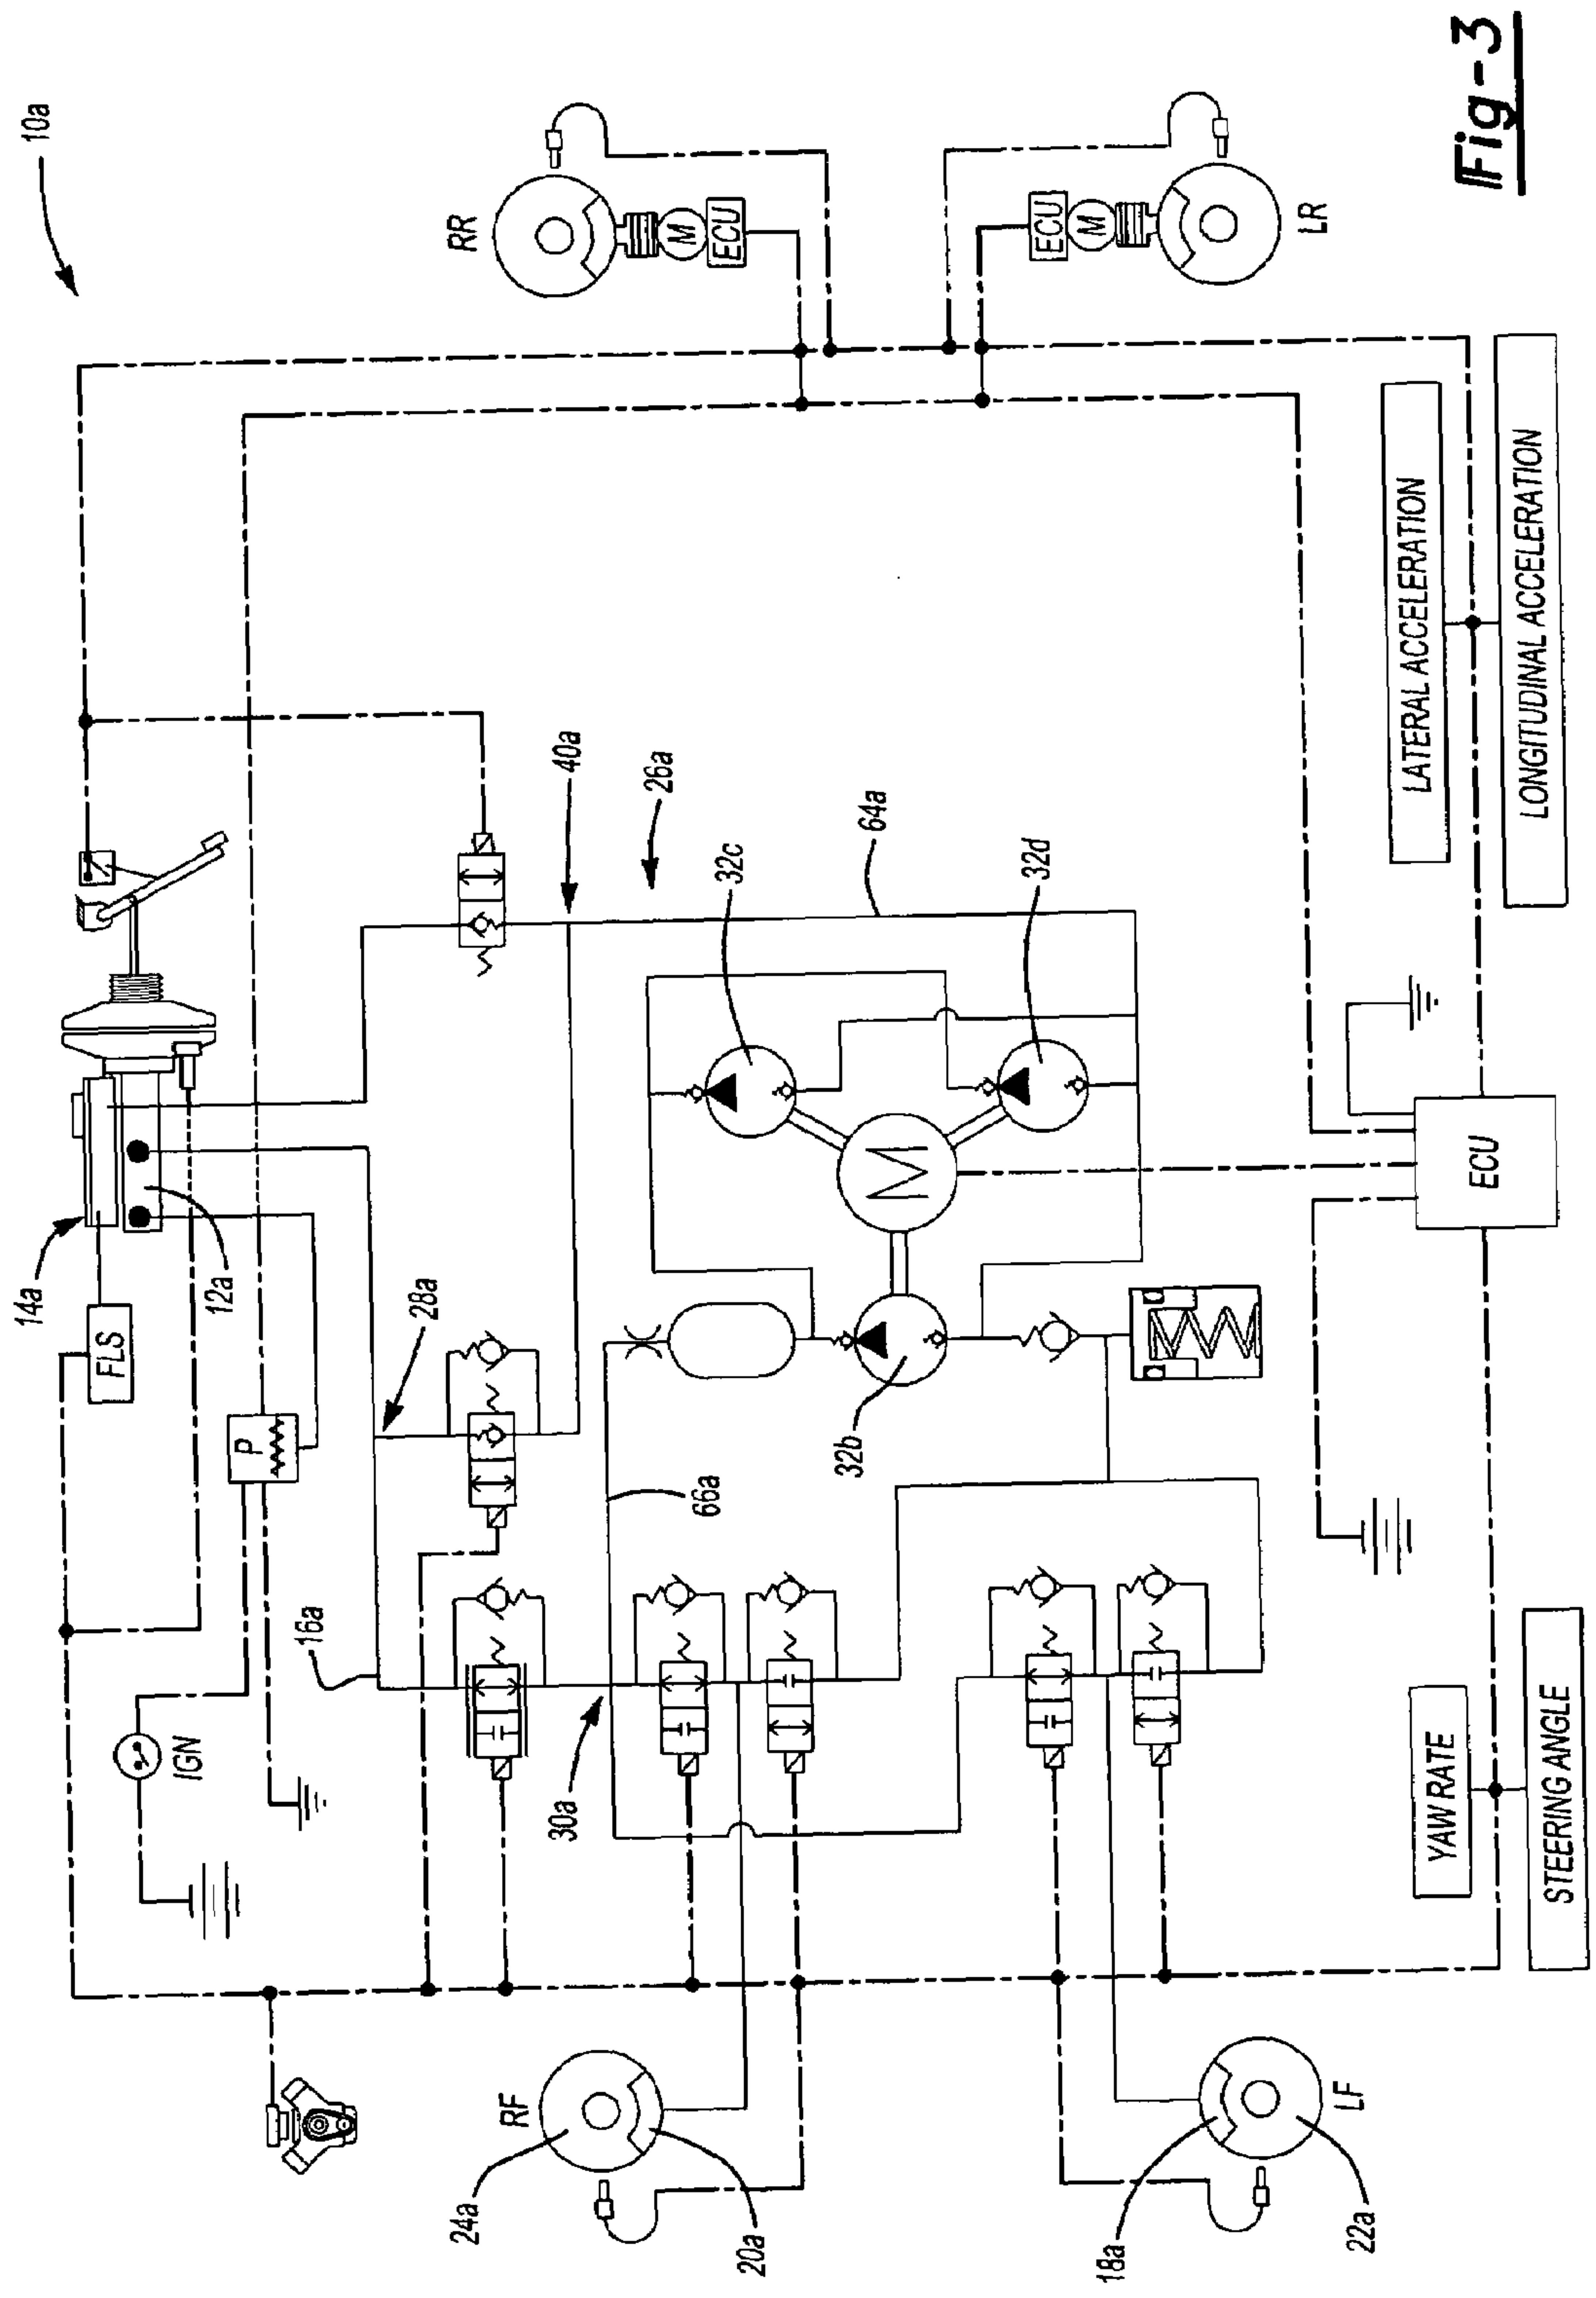 10a
14a
FLS
12a
P
IGN
16a
28a
40a
26a
RR
M
ECU
64a
32c
32d
M
32b
66a
30a
ECU
M
LR
RF
24a
20a
18a
LF
22a
ECU
YAW RATE
STEERING ANGLE
LATERAL ACCELERATION
LONGITUDINAL ACCELERATION
Fig-3